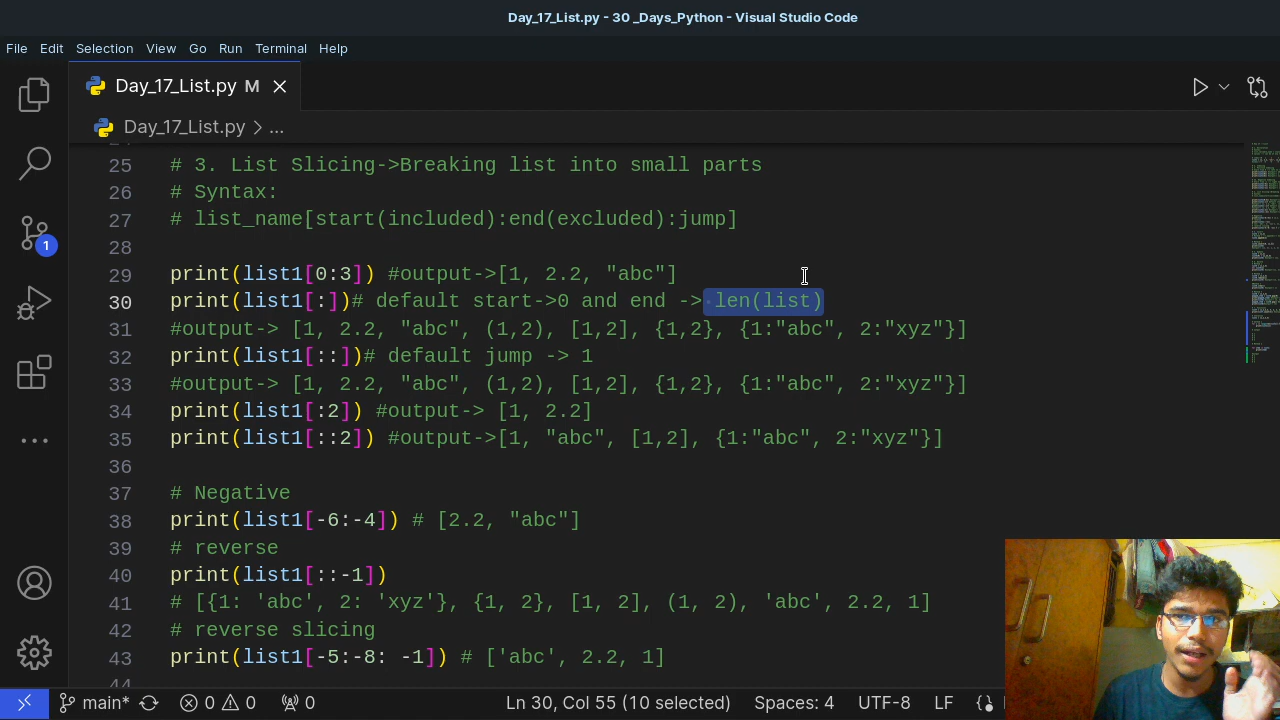 Day_17_List.py - 30 _Days_Python - Visual Studio Code
File Edit Selection View Go Run Terminal Help
Day_17_List.py M
Day_17_List.py > ...
25 # 3. List Slicing->Breaking list into small parts
26 # Syntax:
27 # list_name[start(included):end(excluded):jump]
28
29 print(list1[0:3]) #output->[1, 2.2, "abc"]
30 print(list1[:])# default start->0 and end -> len(list)
31 #output-> [1, 2.2, "abc", (1,2), [1,2], {1,2}, {1:"abc", 2:"xyz"}]
32 print(list1[::])# default jump -> 1
33 #output-> [1, 2.2, "abc", (1,2), [1,2], {1,2}, {1:"abc", 2:"xyz"}]
34 print(list1[:2]) #output-> [1, 2.2]
35 print(list1[::2]) #output->[1, "abc", [1,2], {1:"abc", 2:"xyz"}]
36
37 # Negative
38 print(list1[-6:-4]) # [2.2, "abc"]
39 # reverse
40 print(list1[::-1])
41 # [{1: 'abc', 2: 'xyz'}, {1, 2}, [1, 2], (1, 2), 'abc', 2.2, 1]
42 # reverse slicing
43 print(list1[-5:-8: -1]) # ['abc', 2.2, 1]
1
main* 0 0 0 Ln 30, Col 55 (10 selected) Spaces: 4 UTF-8 LF {}